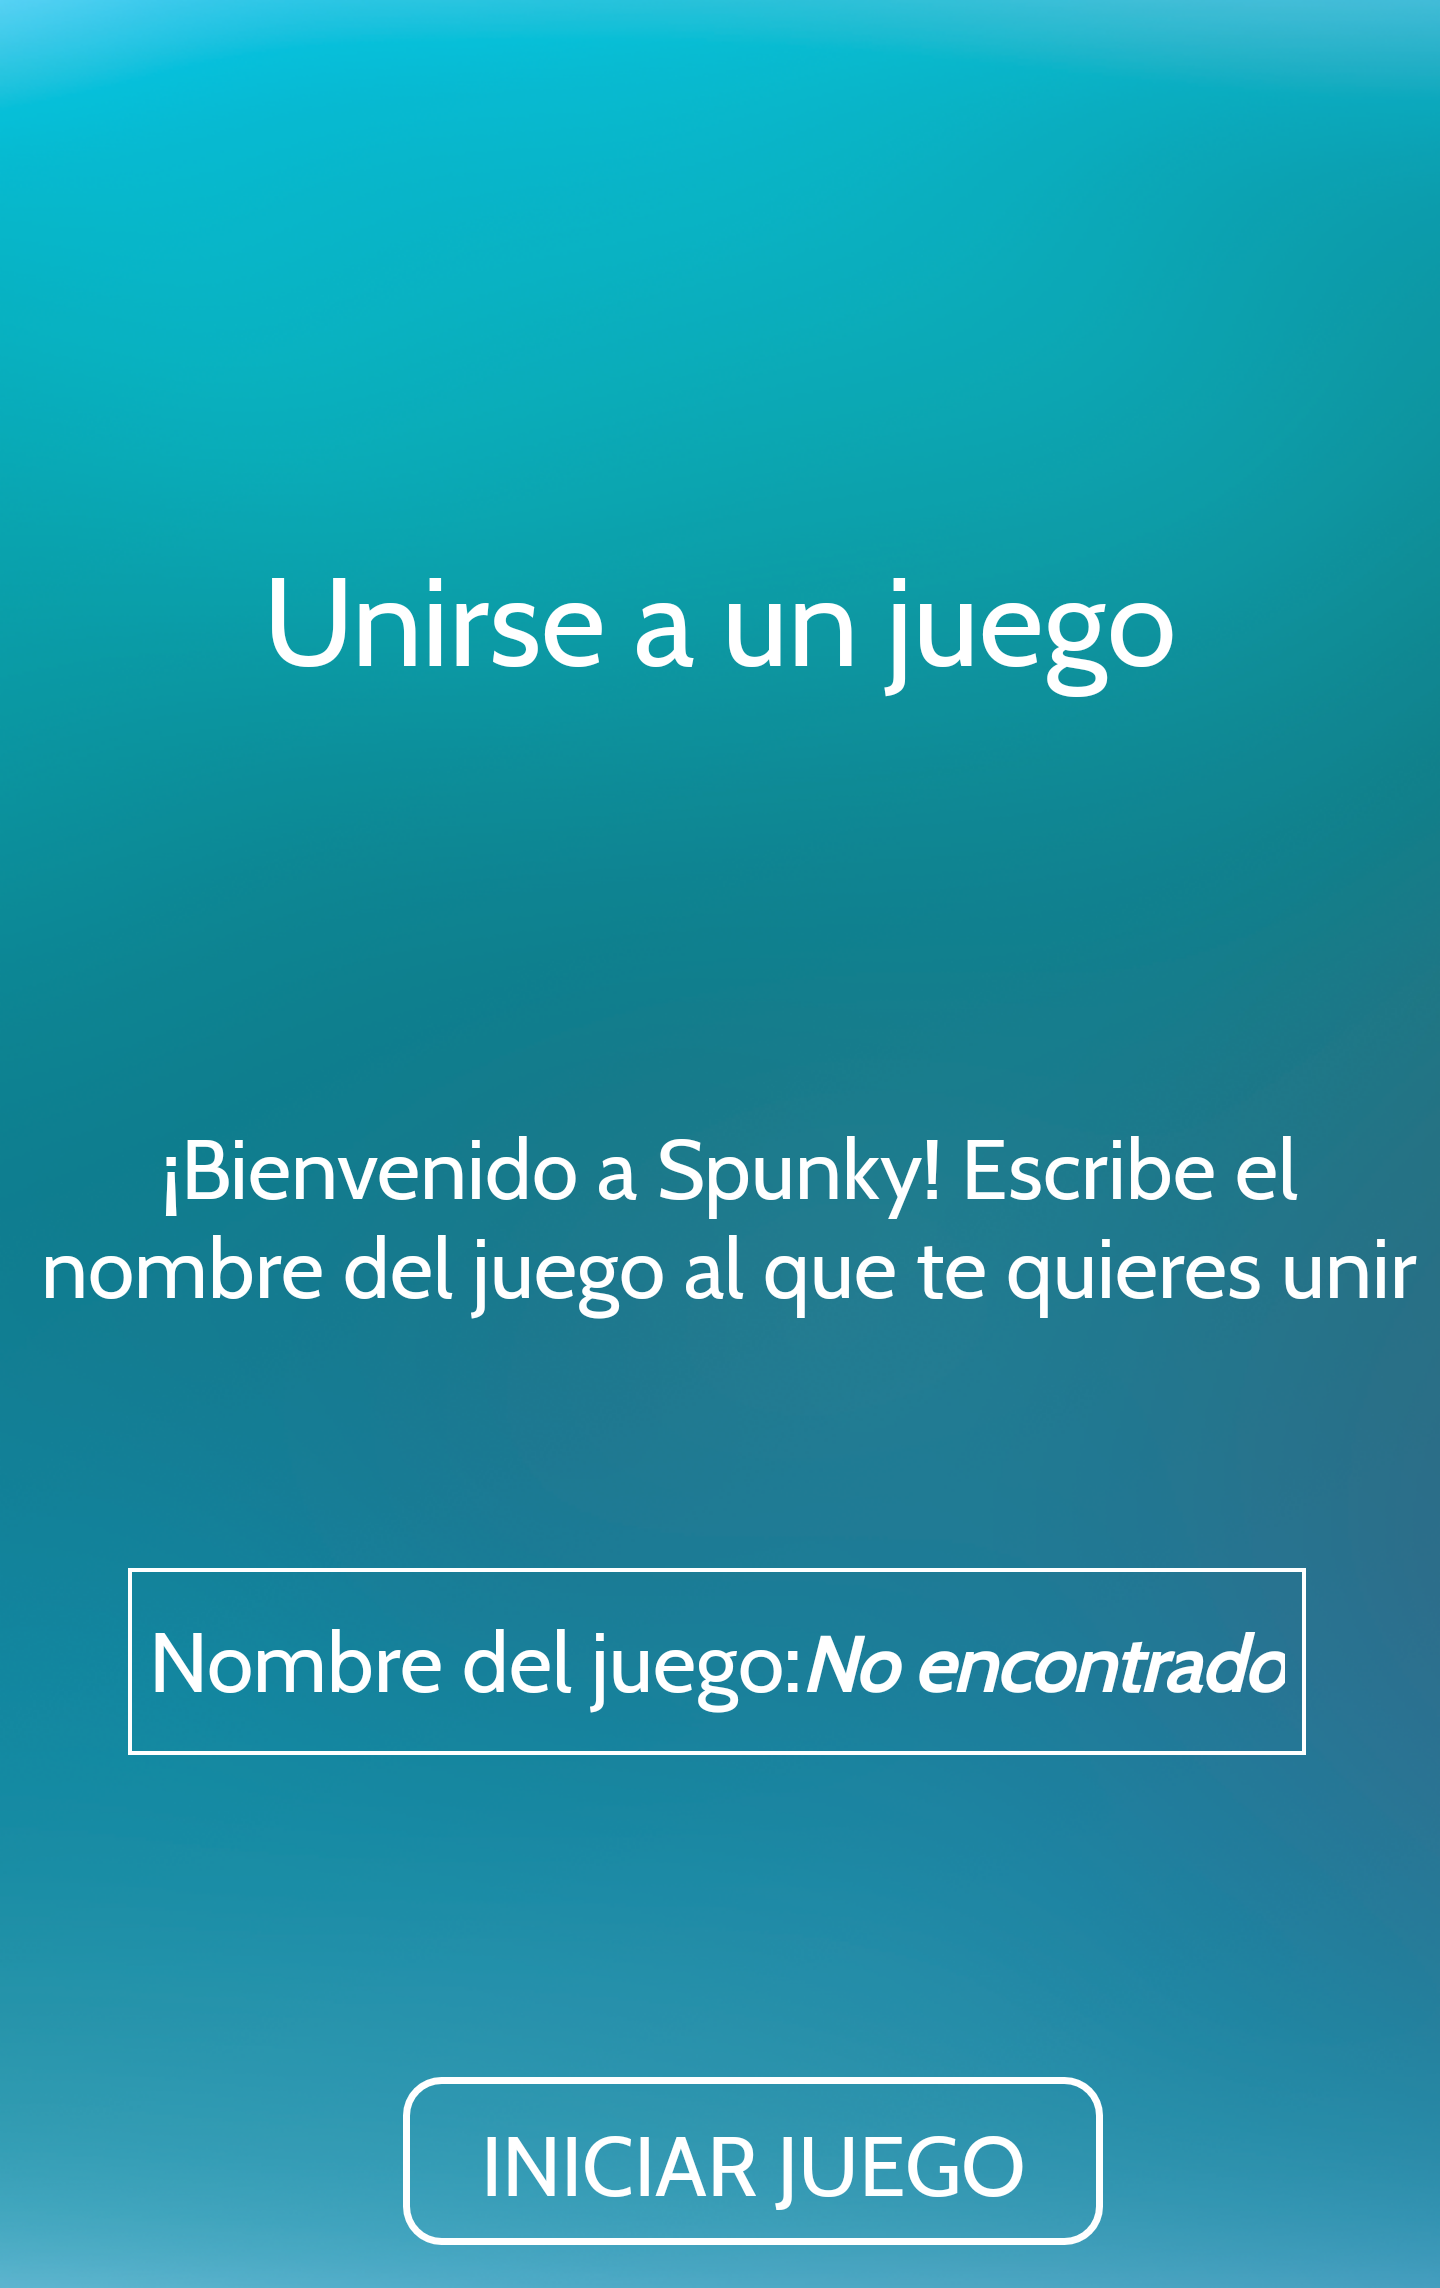 Unirse a un juego
¡Bienvenido a Spunky! Escribe el
nombre del juego al que te quieres unir
Nombre del juego:No encontrado
INICIAR JUEGO